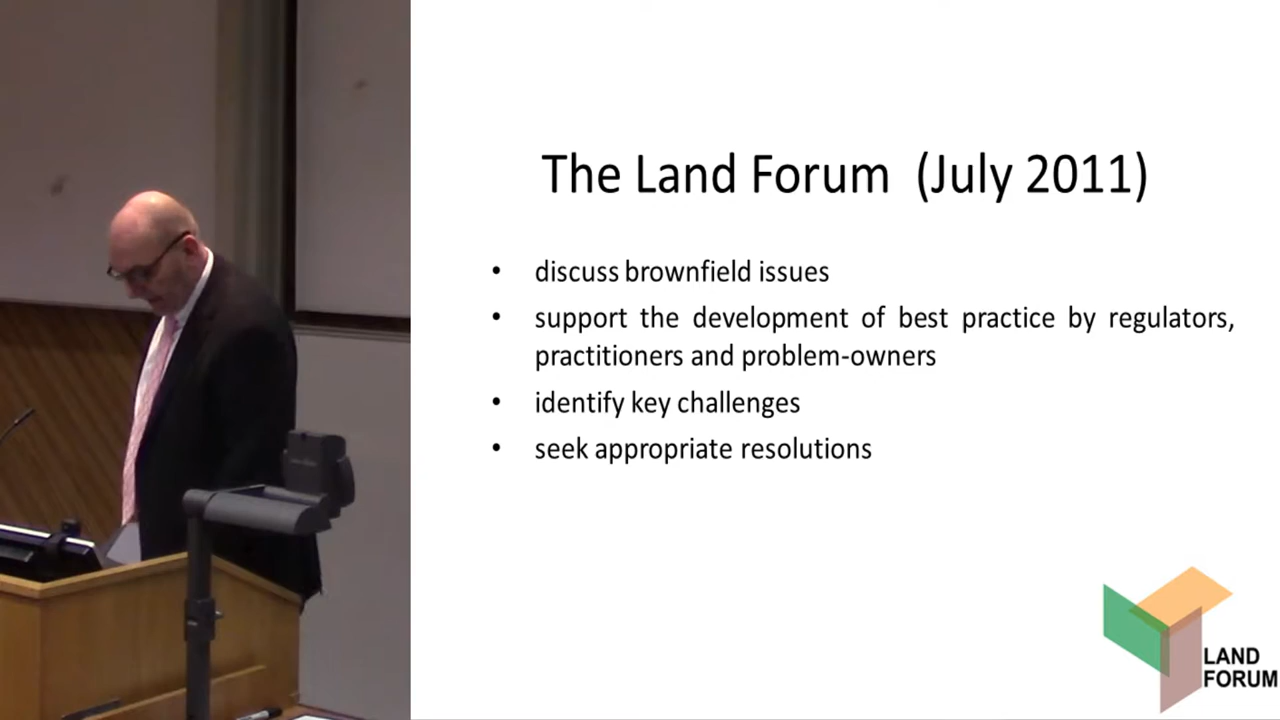 The Land Forum (July 2011)
• discuss brownfield issues
• support the development of best practice by regulators,
practitioners and problem-owners
• identify key challenges
• seek appropriate resolutions
LAND
FORUM